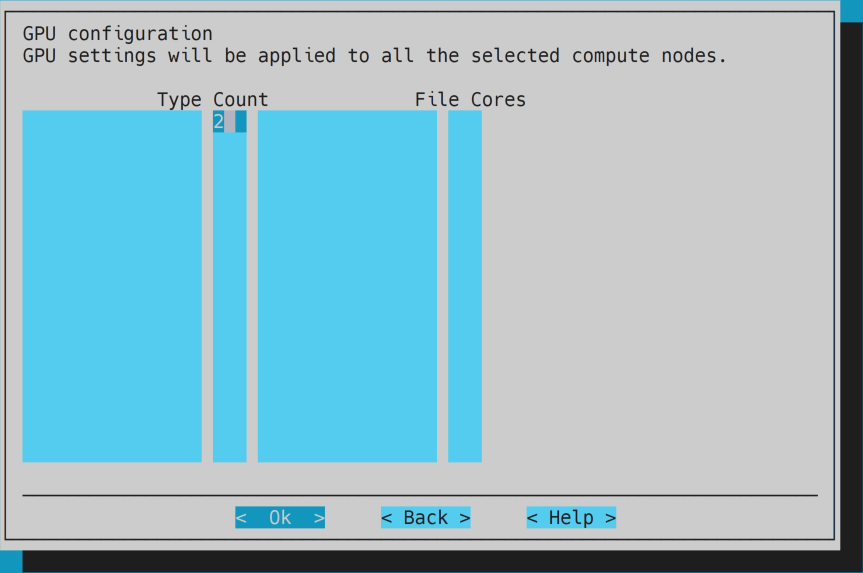 GPU configuration
GPU settings will be applied to all the selected compute nodes.
Type Count File Cores
2
< Ok > < Back > < Help >